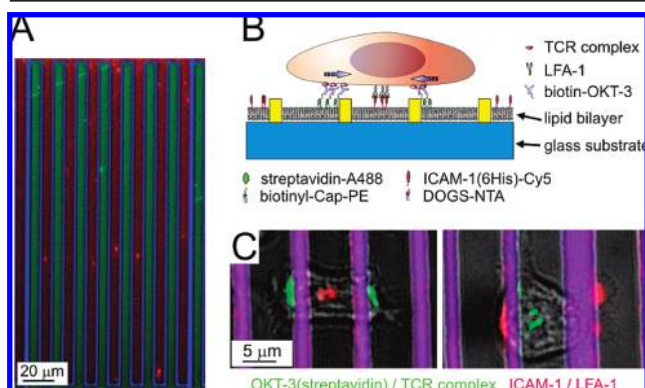 A
20 μm
B
TCR complex
LFA-1
biotin-OKT-3
lipid bilayer
glass substrate
streptavidin-A488
ICAM-1(6His)-Cy5
biotinyl-Cap-PE
DOGS-NTA
C
5 μm
OKT-3(streptavidin) / TCR complex ICAM-1 / LFA-1